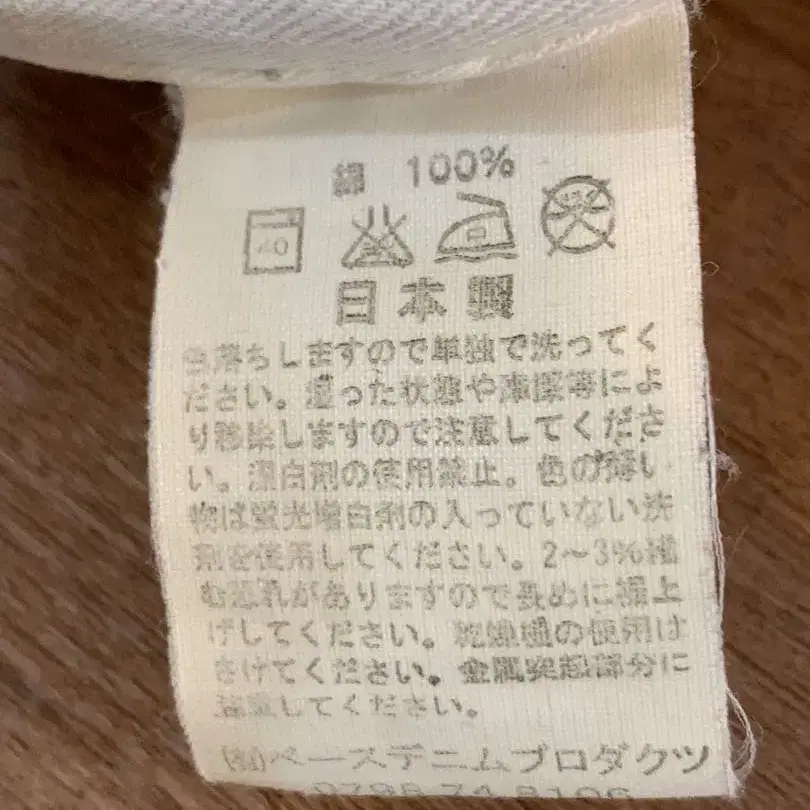 綿 100%
40
日本製
色落ちしますので単独で洗ってく
ださい。湿った状態や摩擦等によ
り移染しますので注意してくださ
い。漂白剤の使用禁止。色の薄い
物は蛍光増白剤の入っていない洗
剤を使用してください。2～3%縮
む恐れがありますので長めに裾上
げしてください。乾燥機の使用は
さけてください。金属突起部分に
注意してください。
(株)ベースデニムプロダクツ